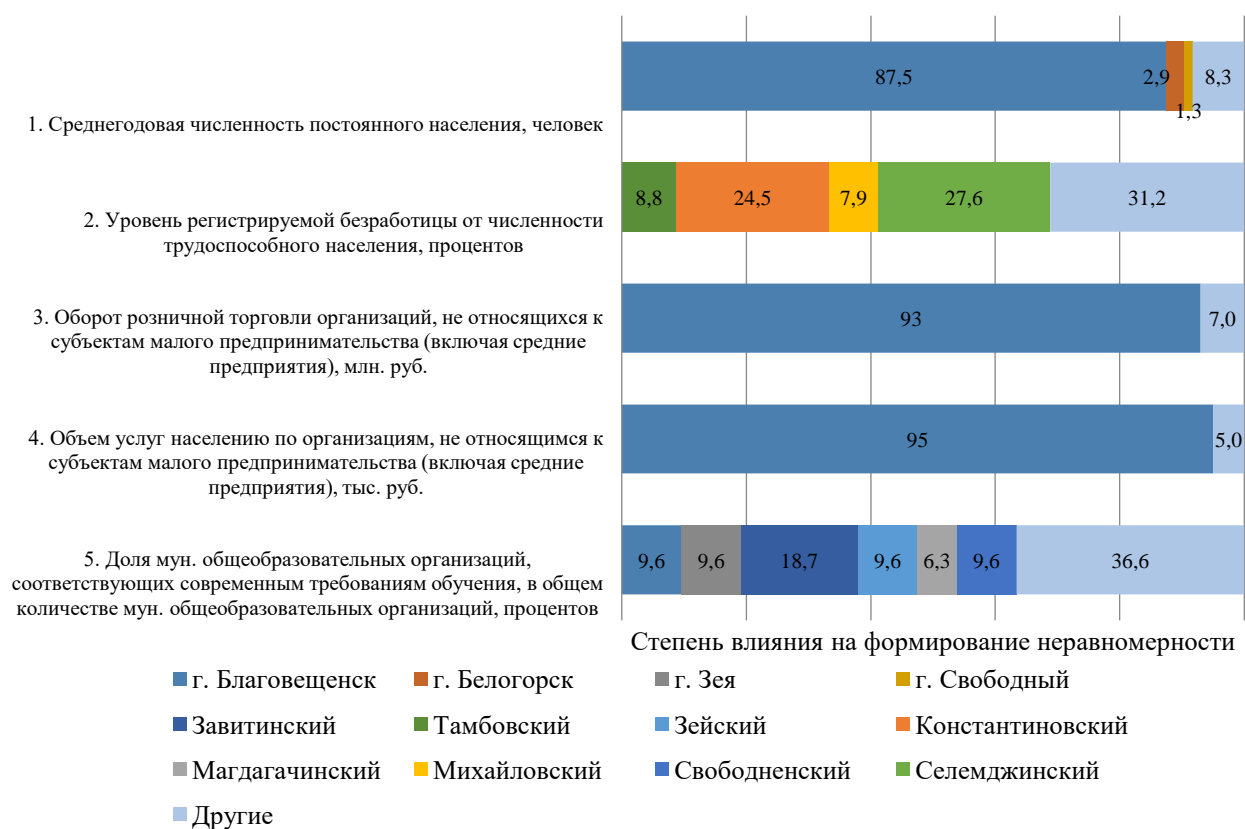 87,5
2,9
8,3
1,3
1. Среднегодовая численность постоянного населения, человек
8,8
24,5
7,9
27,6
31,2
2. Уровень регистрируемой безработицы от численности
трудоспособного населения, процентов
93
7,0
3. Оборот розничной торговли организаций, не относящихся к
субъектам малого предпринимательства (включая средние
предприятия), млн. руб.
95
5,0
4. Объем услуг населению по организациям, не относящимся к
субъектам малого предпринимательства (включая средние
предприятия), тыс. руб.
9,6
9,6
18,7
9,6
6,3
9,6
36,6
5. Доля мун. общеобразовательных организаций,
соответствующих современным требованиям обучения, в общем
количестве мун. общеобразовательных организаций, процентов
Степень влияния на формирование неравномерности
г. Благовещенск
г. Белогорск
г. Зея
г. Свободный
Завитинский
Тамбовский
Зейский
Константиновский
Магдагачинский
Михайловский
Свободненский
Селемджинский
Другие